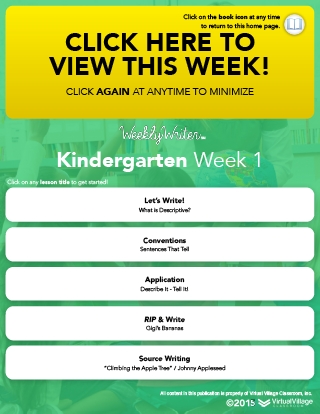 Click on the book icon at any time
to return to this home page.
CLICK HERE TO
VIEW THIS WEEK!
CLICK AGAIN AT ANYTIME TO MINIMIZE
WeeklyWriter
Kindergarten Week 1
Click on any lesson title to get started!
Let's Write!
What is Descriptive?
Conventions
Sentences That Tell
Application
Describe It - Tell It!
RIP & Write
Gigi's Bananas
Source Writing
"Climbing the Apple Tree" / Johnny Appleseed
All content in this publication is property of Virtual Village Classroom, Inc.
©2015 VirtualVillage